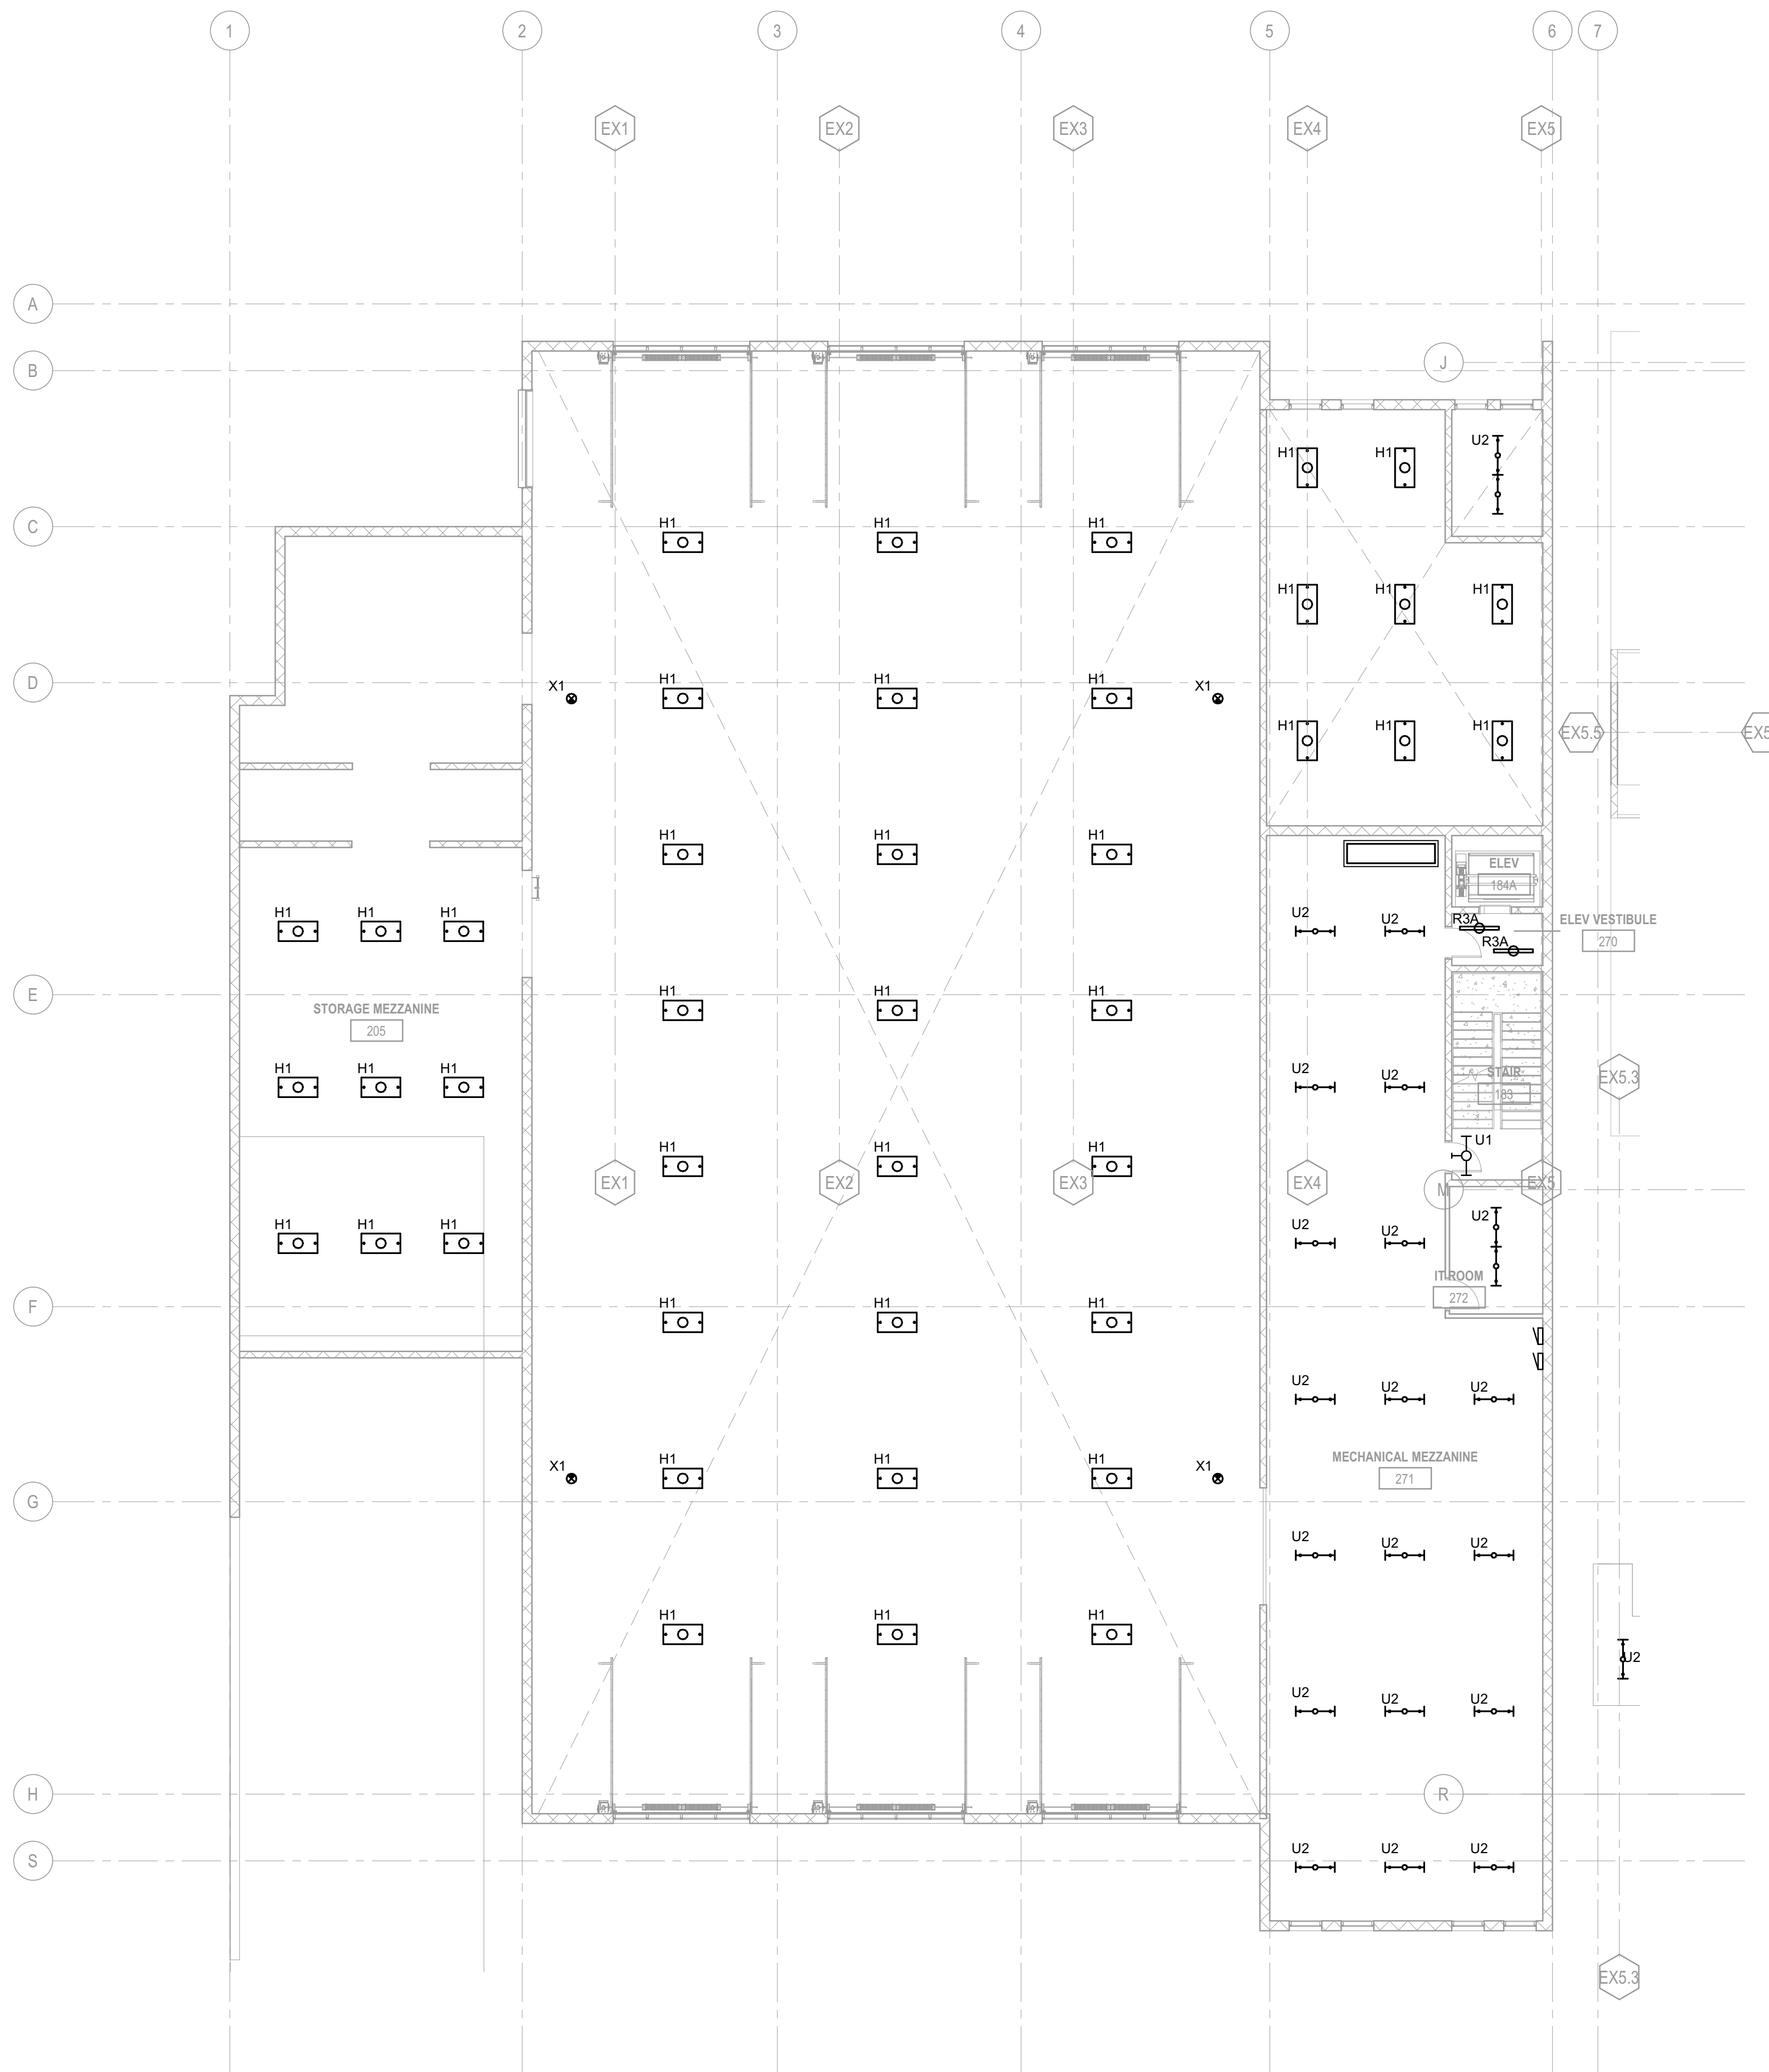 1 2 3 4 5 6 7
EX1 EX2 EX3 EX4 EX5
A
J
B
U2
H1 H1
C
H1 H1 H1
H1 H1 H1
D
H1 H1 H1
X1 X1
H1 H1 H1
EX5.5
H1 H1 H1
ELEV
184A
H1 H1 H1
U2 U2
R3A
ELEV VESTIBULE
270
R3A
E
H1 H1 H1
STORAGE MEZZANINE
205
H1 H1 H1
U2 U2
STAIR
183
EX5.3
U1
H1 H1 H1
EX1 EX2 EX3 EX4 M EX5
H1 H1 H1
U2 U2
U2
IT ROOM
272
F
H1 H1 H1
U2 U2 U2
MECHANICAL MEZZANINE
271
X1 X1
H1 H1 H1
G
U2 U2 U2
H1 H1 H1
U2
U2 U2 U2
H
R
S
U2 U2 U2
EX5.3